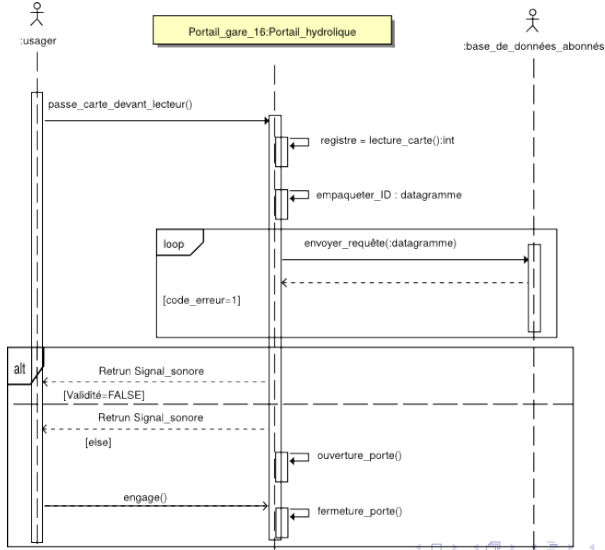 :usager
Portail_gare_16:Portail_hydrolique
:base_de_données_abonnés
passe_carte_devant_lecteur()
registre = lecture_carte():int
empaqueter_ID : datagramme
loop
envoyer_requête(:datagramme)
[code_erreur=1]
alt
Retrun Signal_sonore
[Validité=FALSE]
Retrun Signal_sonore
[else]
ouverture_porte()
engage()
fermeture_porte()